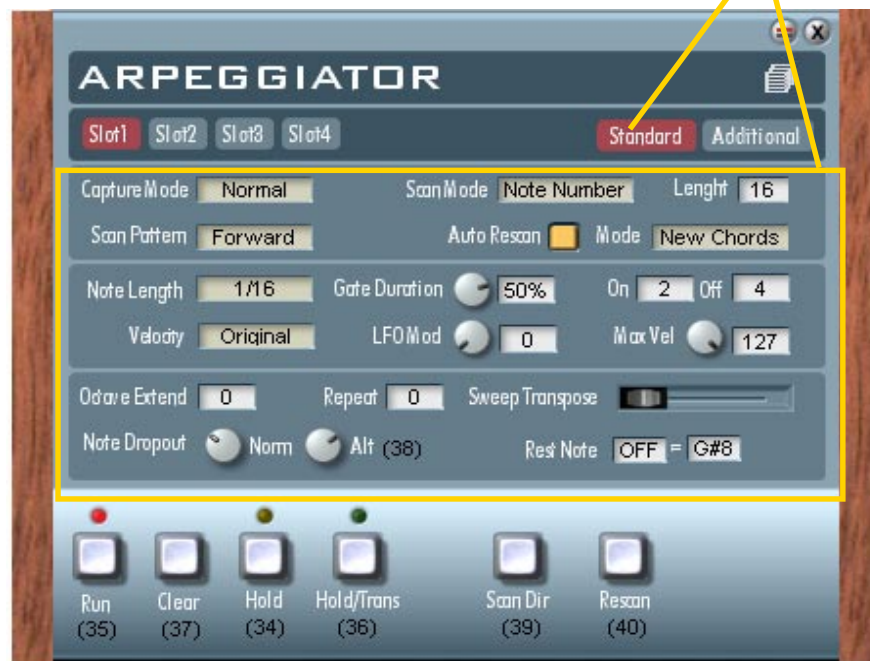 X
ARPEGGIATOR
Slot1 Slot2 Slot3 Slot4 Standard Additional
Capture Mode Normal Scan Mode Note Number Lenght 16
Scan Pattern Forward Auto Rescan Mode New Chords
Note Length 1/16 Gate Duration 50% On 2 Off 4
Velocity Original LFO Mod 0 Max Vel 127
Octave Extend 0 Repeat 0 Sweep Transpose
Note Dropout Norm Alt (38) Rest Note OFF = G#8
Run Clear Hold Hold/Trans Scan Dir Rescan
(35) (37) (34) (36) (39) (40)